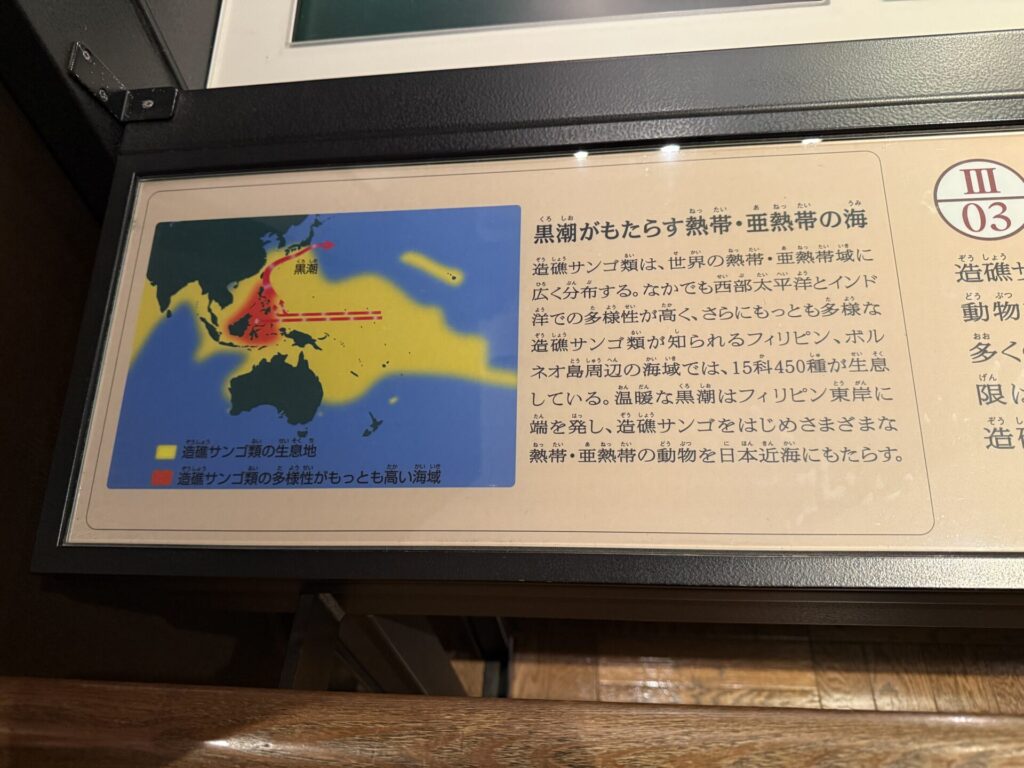 黒潮
造礁サンゴ類の生息地
造礁サンゴ類の多様性がもっとも高い海域
黒潮がもたらす熱帯・亜熱帯の海
造礁サンゴ類は、世界の熱帯・亜熱帯域に
広く分布する。なかでも西部太平洋とインド
洋での多様性が高く、さらにもっとも多様な
造礁サンゴ類が知られるフィリピン、ボル
ネオ島周辺の海域では、15科450種が生息
している。温暖な黒潮はフィリピン東岸に
端を発し、造礁サンゴをはじめさまざまな
熱帯・亜熱帯の動物を日本近海にもたらす。
III
03
造礁
動物
多く
限は
造